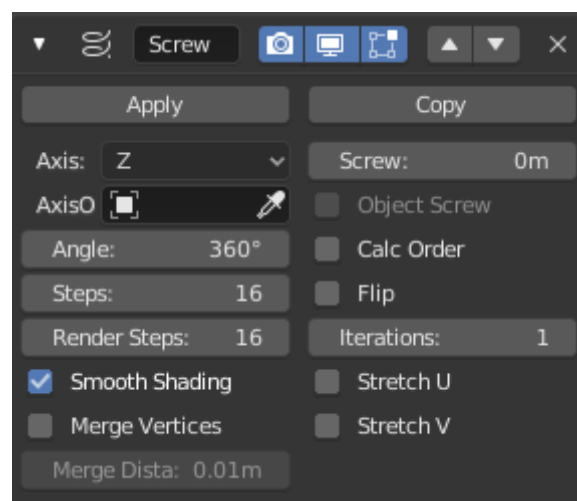 Screw
Apply Copy
Axis: Z Screw: 0m
AxisO Object Screw
Angle: 360° Calc Order
Steps: 16 Flip
Render Steps: 16 Iterations: 1
Smooth Shading Stretch U
Merge Vertices Stretch V
Merge Dista: 0.01m